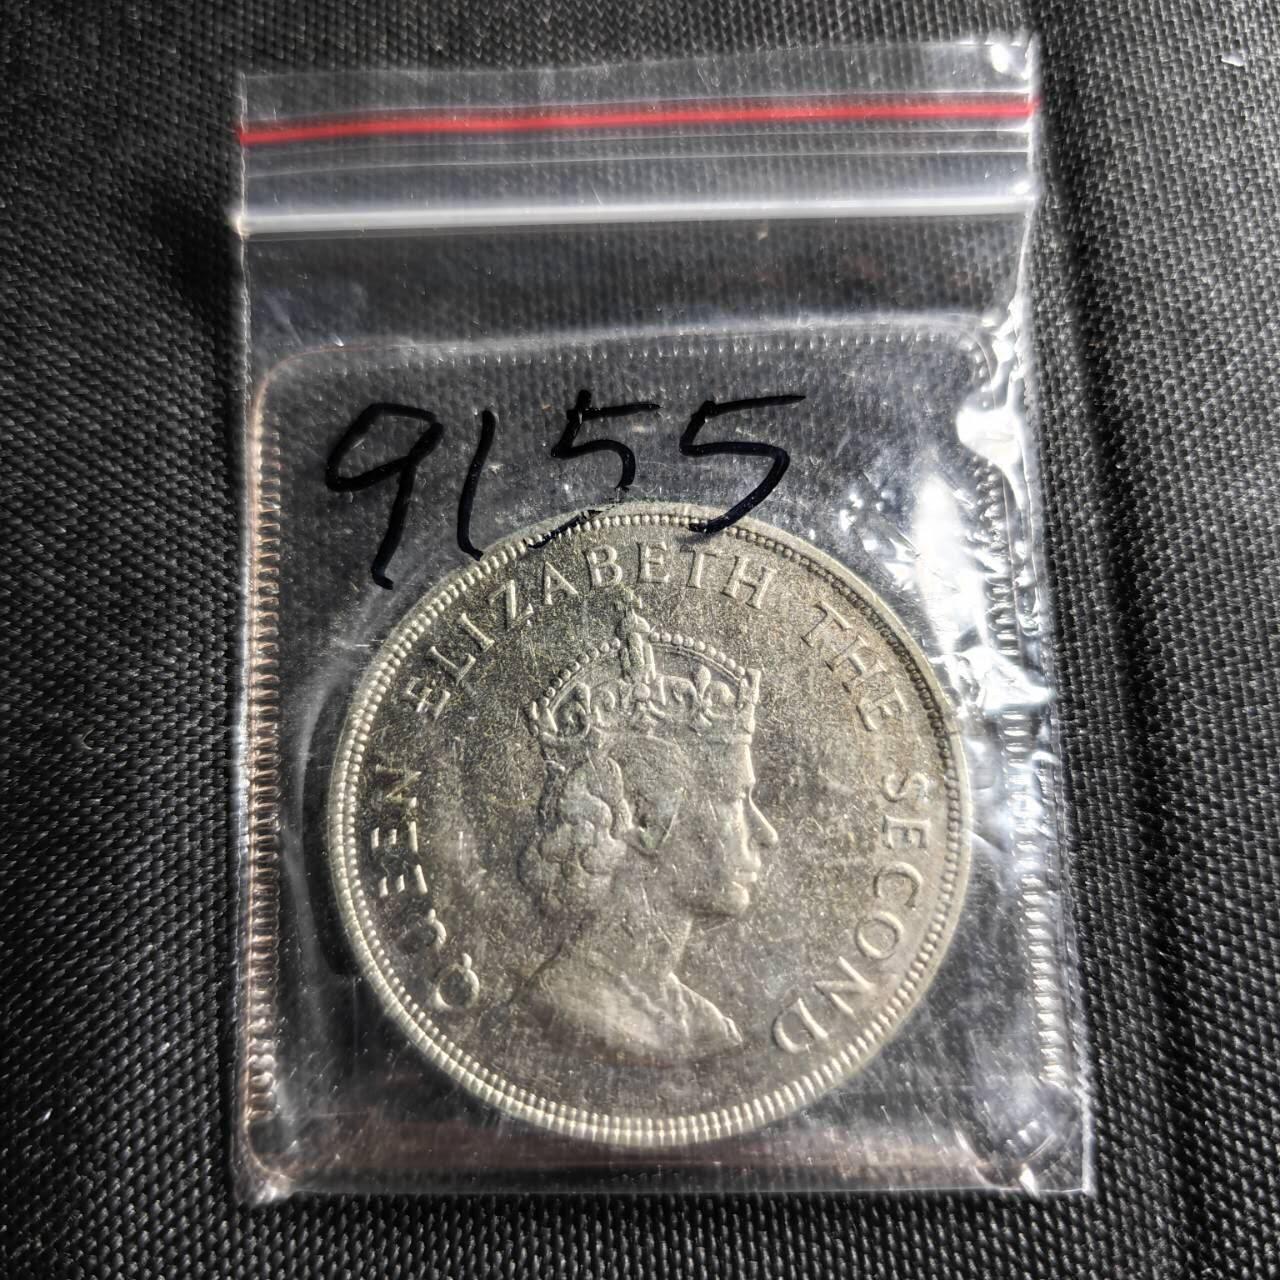 9155
QUEEN ELIZABETH THE SECOND